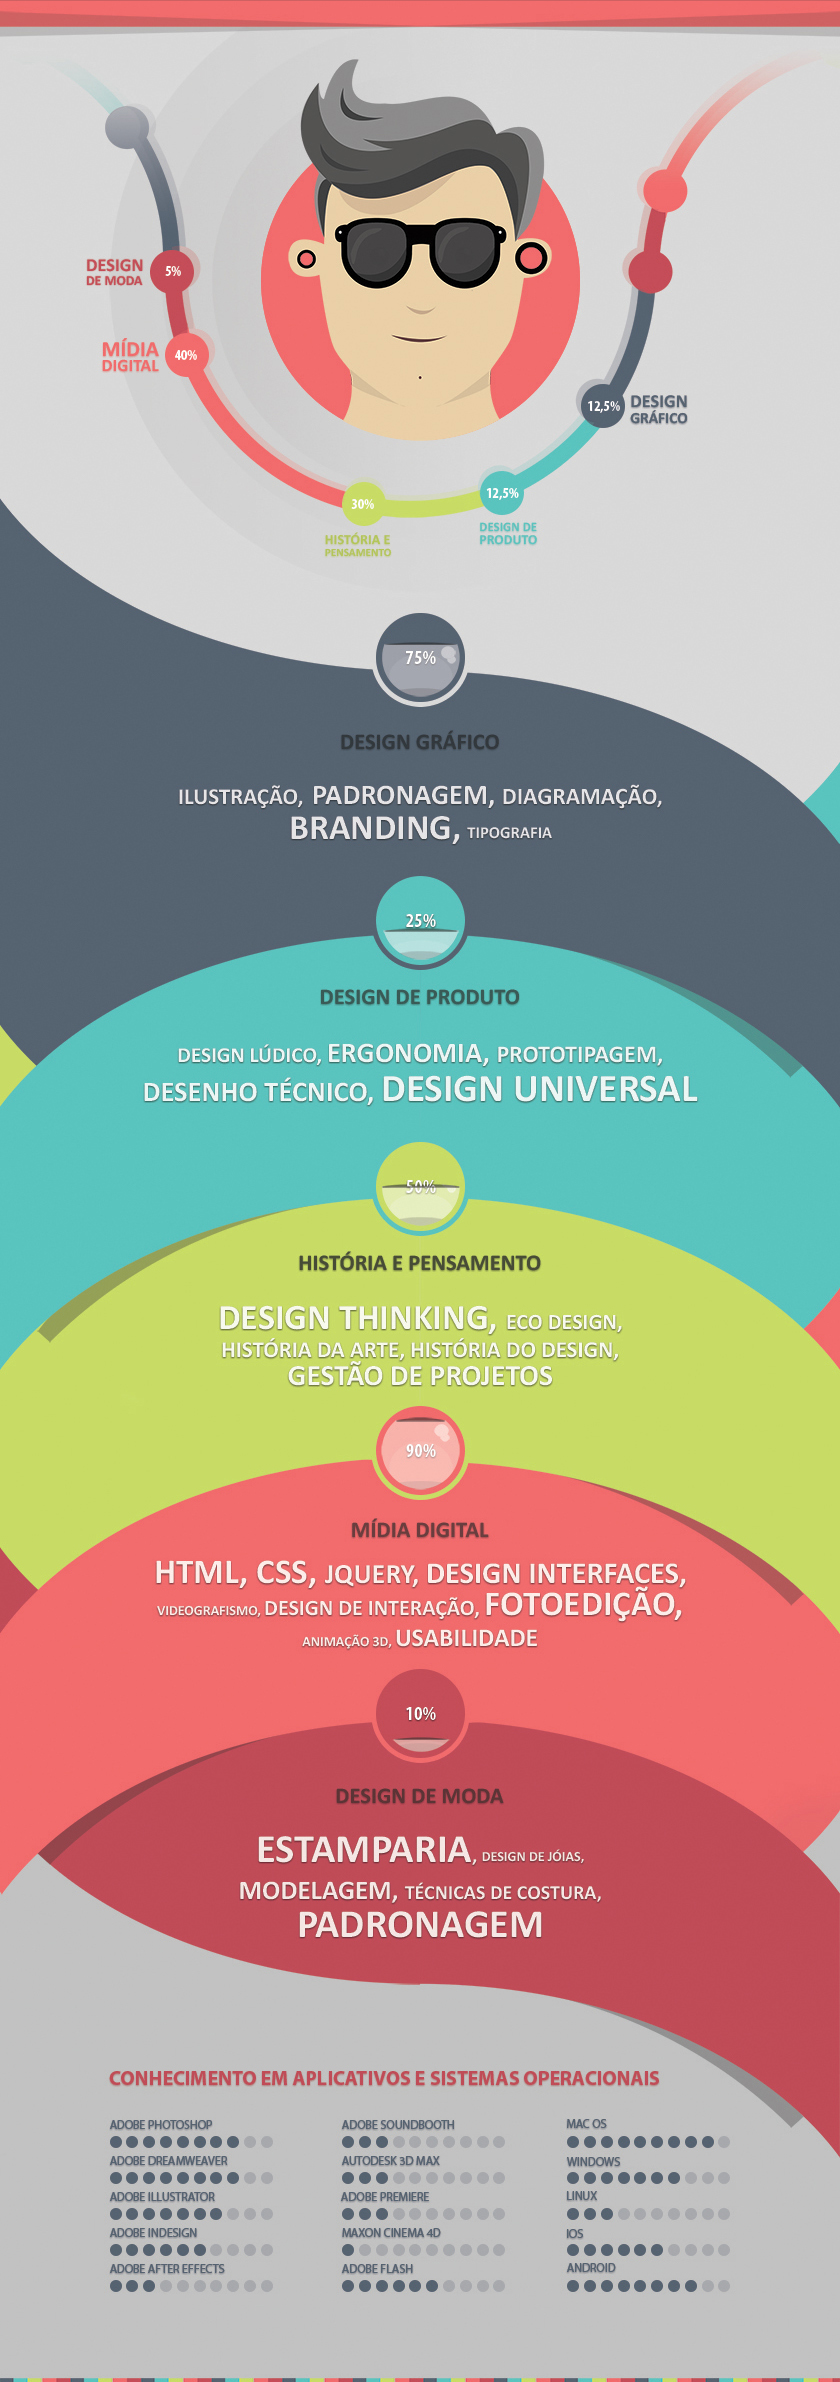 DESIGN
DE MODA
5%
MÍDIA
DIGITAL
40%
30%
HISTÓRIA E
PENSAMENTO
12,5%
DESIGN DE
PRODUTO
12,5%
DESIGN
GRÁFICO
75%
DESIGN GRÁFICO
ILUSTRAÇÃO, PADRONAGEM, DIAGRAMAÇÃO,
BRANDING, TIPOGRAFIA
25%
DESIGN DE PRODUTO
DESIGN LÚDICO, ERGONOMIA, PROTOTIPAGEM,
DESENHO TÉCNICO, DESIGN UNIVERSAL
50%
HISTÓRIA E PENSAMENTO
DESIGN THINKING, ECO DESIGN,
HISTÓRIA DA ARTE, HISTÓRIA DO DESIGN,
GESTÃO DE PROJETOS
90%
MÍDIA DIGITAL
HTML, CSS, JQUERY, DESIGN INTERFACES,
VIDEOGRAFISMO, DESIGN DE INTERAÇÃO, FOTOEDIÇÃO,
ANIMAÇÃO 3D, USABILIDADE
10%
DESIGN DE MODA
ESTAMPARIA, DESIGN DE JÓIAS,
MODELAGEM, TÉCNICAS DE COSTURA,
PADRONAGEM
CONHECIMENTO EM APLICATIVOS E SISTEMAS OPERACIONAIS
ADOBE PHOTOSHOP
ADOBE DREAMWEAVER
ADOBE ILLUSTRATOR
ADOBE INDESIGN
ADOBE AFTER EFFECTS
ADOBE SOUNDBOOTH
AUTODESK 3D MAX
ADOBE PREMIERE
MAXON CINEMA 4D
ADOBE FLASH
MAC OS
WINDOWS
LINUX
IOS
ANDROID